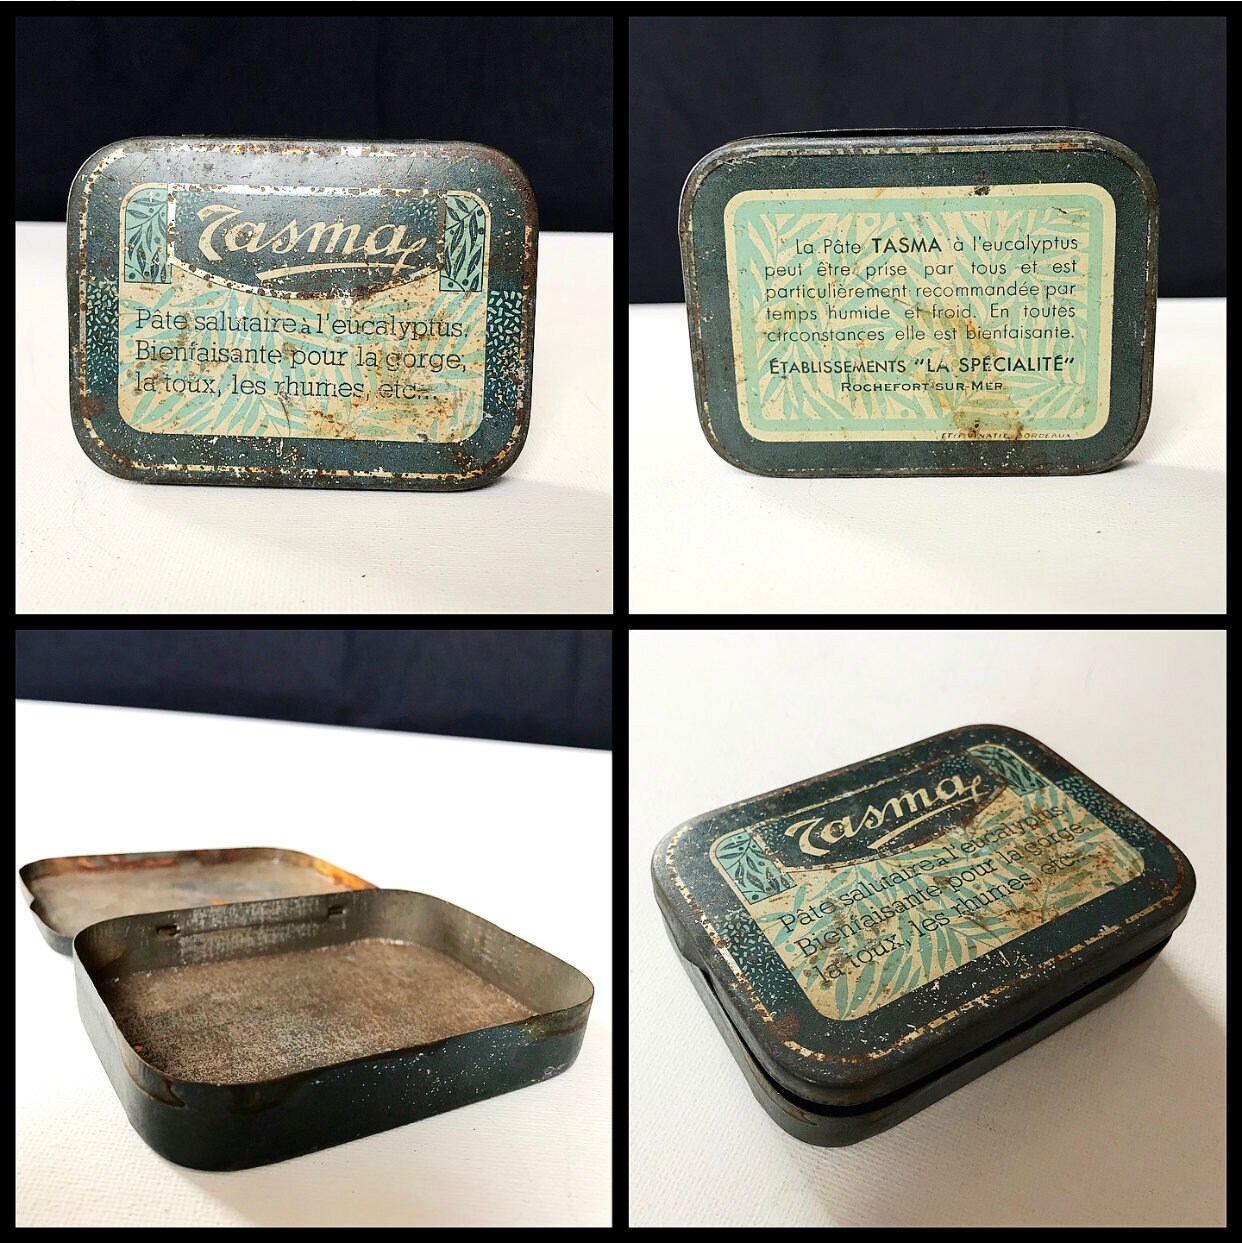 Tasma
Pâte salutaire à l'eucalyptus.
Bienfaisante pour la gorge,
la toux, les rhumes, etc...
La Pâte TASMA à l'eucalyptus
peut être prise par tous et est
particulièrement recommandée par
temps humide et froid. En toutes
circonstances elle est bienfaisante.
ÉTABLISSEMENTS "LA SPÉCIALITÉ"
ROCHEFORT-SUR-MER
BORDEAUX
Tasma
Pâte salutaire à l'eucalyptus.
Bienfaisante pour la gorge,
la toux, les rhumes, etc...